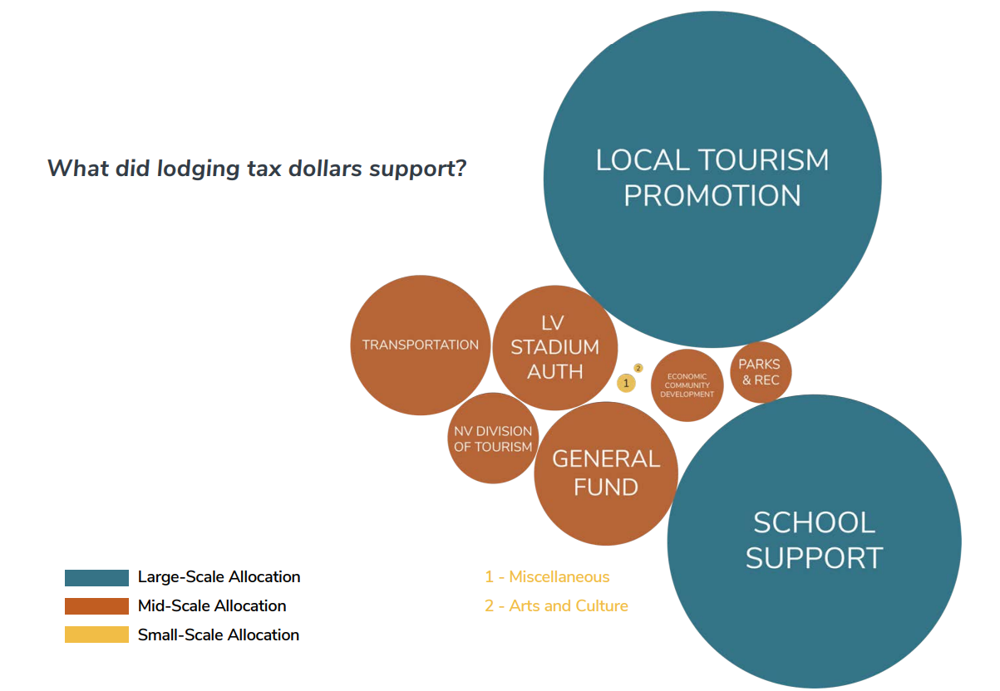 What did lodging tax dollars support?
LOCAL TOURISM
PROMOTION
TRANSPORTATION
LV
STADIUM
AUTH
2
1
ECONOMIC
COMMUNITY
DEVELOPMENT
PARKS
& REC
NV DIVISION
OF TOURISM
GENERAL
FUND
SCHOOL
SUPPORT
Large-Scale Allocation
Mid-Scale Allocation
Small-Scale Allocation
1 - Miscellaneous
2 - Arts and Culture